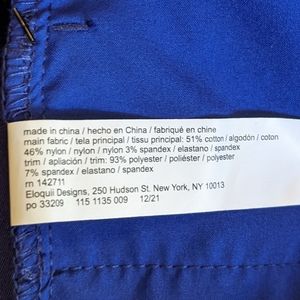 made in china / hecho en China / fabriqué en chine
main fabric / tela principal / tissu principal: 51% cotton / algodón / coton
46% nylon / nylon / nylon 3% spandex / elastano / spandex
trim / apliación / trim: 93% polyester / poliéster / polyester
7% spandex / elastano / spandex
rn 142711
Eloquii Designs, 250 Hudson St. New York, NY 10013
po 33209 115 1135 009 12/21